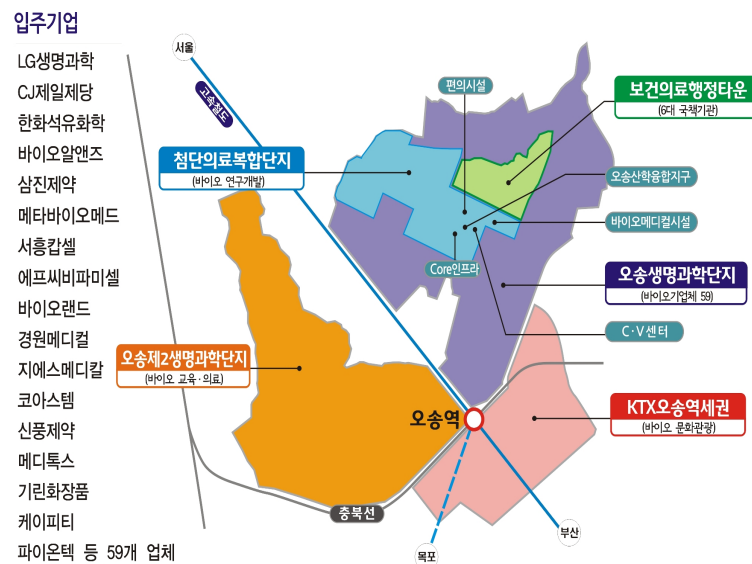 입주기업
LG생명과학
CJ제일제당
한화석유화학
바이오알앤즈
삼진제약
메타바이오메드
서흥캅셀
에프씨비파미셀
바이오랜드
경원메디컬
지에스메디칼
코아스템
신풍제약
메디톡스
기린화장품
케이피티
파이온텍 등 59개 업체
서울
고속철도
편의시설
보건의료행정타운
(6대 국책기관)
첨단의료복합단지
(바이오 연구개발)
오송산학융합지구
바이오메디컬시설
Core인프라
오송생명과학단지
(바이오기업체 59)
C·V센터
오송제2생명과학단지
(바이오 교육·의료)
KTX오송역세권
(바이오 문화관광)
오송역
충북선
부산
목포